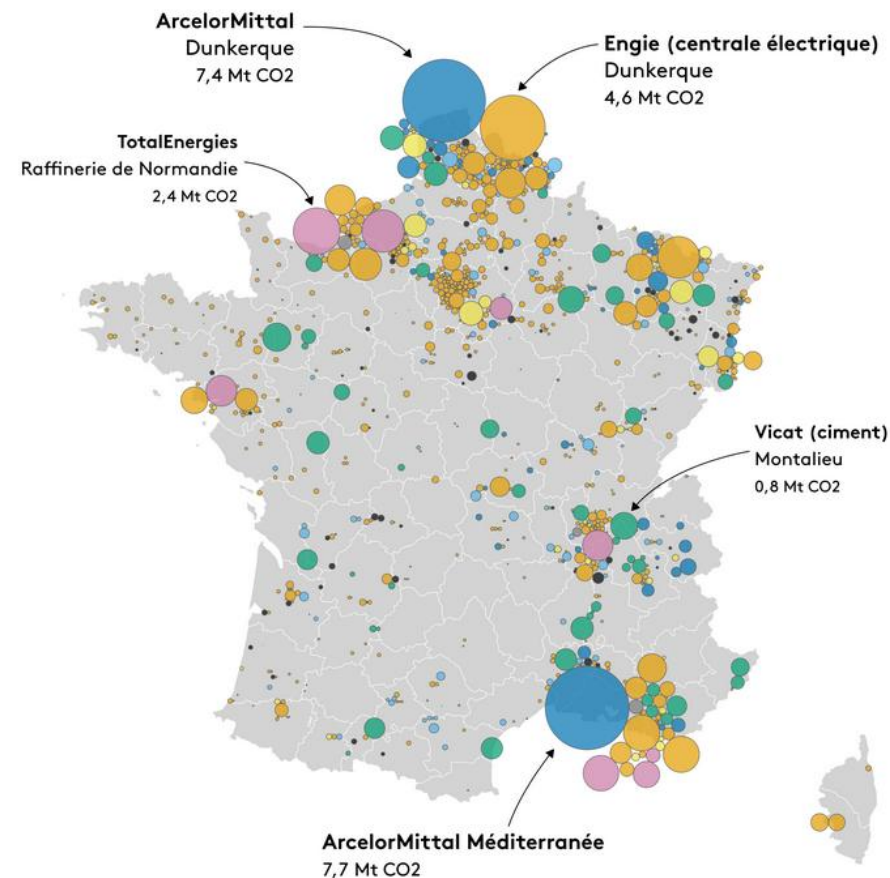 ArcelorMittal
Dunkerque
7,4 Mt CO2
Engie (centrale électrique)
Dunkerque
4,6 Mt CO2
TotalEnergies
Raffinerie de Normandie
2,4 Mt CO2
Vicat (ciment)
Montalieu
0,8 Mt CO2
ArcelorMittal Méditerranée
7,7 Mt CO2